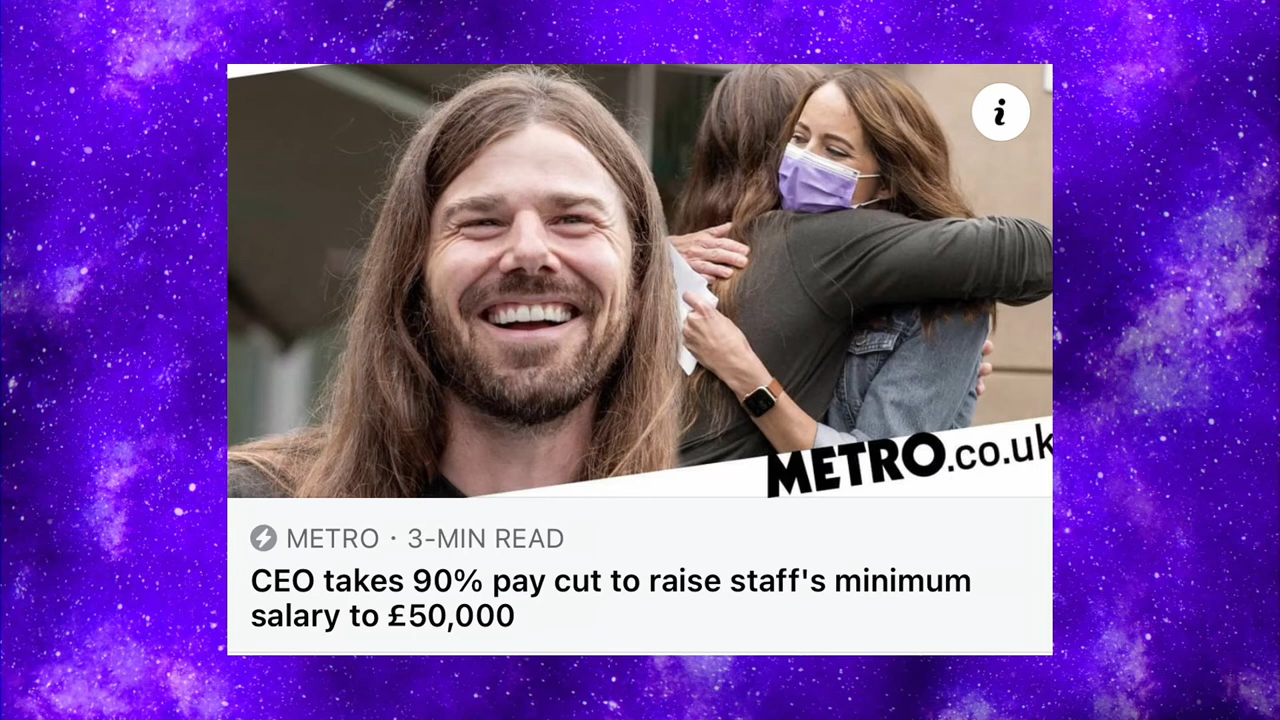 i
METRO.co.uk
METRO · 3-MIN READ
CEO takes 90% pay cut to raise staff's minimum
salary to £50,000